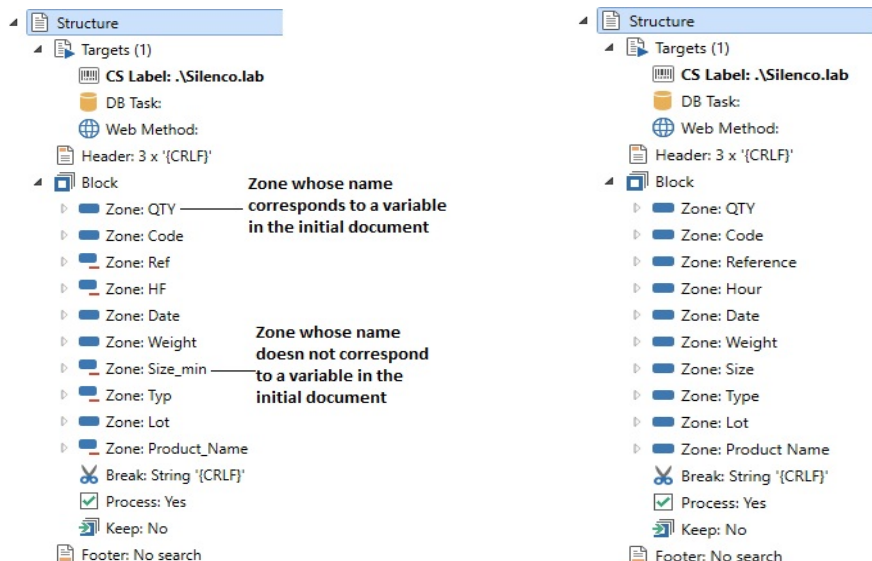 Structure
Targets (1)
CS Label: .\Silenco.lab
DB Task:
Web Method:
Header: 3 x '{CRLF}'
Block
Zone: QTY
Zone: Code
Zone: Ref
Zone: HF
Zone: Date
Zone: Weight
Zone: Size_min
Zone: Typ
Zone: Lot
Zone: Product_Name
Break: String '{CRLF}'
Process: Yes
Keep: No
Footer: No search
Zone whose name
corresponds to a variable
in the initial document
Zone whose name
doesn not correspond
to a variable in the
initial document
Structure
Targets (1)
CS Label: .\Silenco.lab
DB Task:
Web Method:
Header: 3 x '{CRLF}'
Block
Zone: QTY
Zone: Code
Zone: Reference
Zone: Hour
Zone: Date
Zone: Weight
Zone: Size
Zone: Type
Zone: Lot
Zone: Product Name
Break: String '{CRLF}'
Process: Yes
Keep: No
Footer: No search